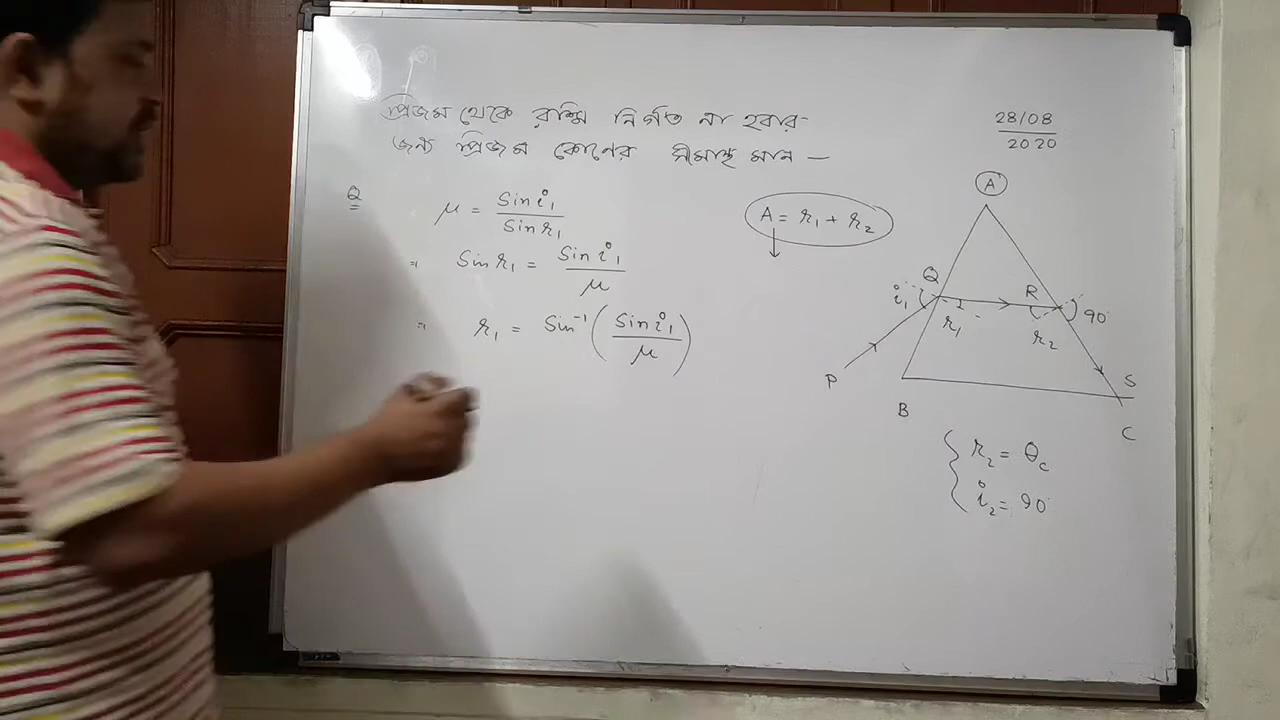 প্রিজম থেকে রশ্মি নির্গত না হবার
জন্য প্রিজম কোণের সীমান্ত মান —
28/08
2020
Q
μ = Sin i₁ / Sin r₁
= Sin r₁ = Sin i₁ / μ
= r₁ = Sin⁻¹ (Sin i₁ / μ)
A = r₁ + r₂
A
Q
R
i₁
r₁
r₂
90
P
S
B
C
r₂ = θc
i₂ = 90